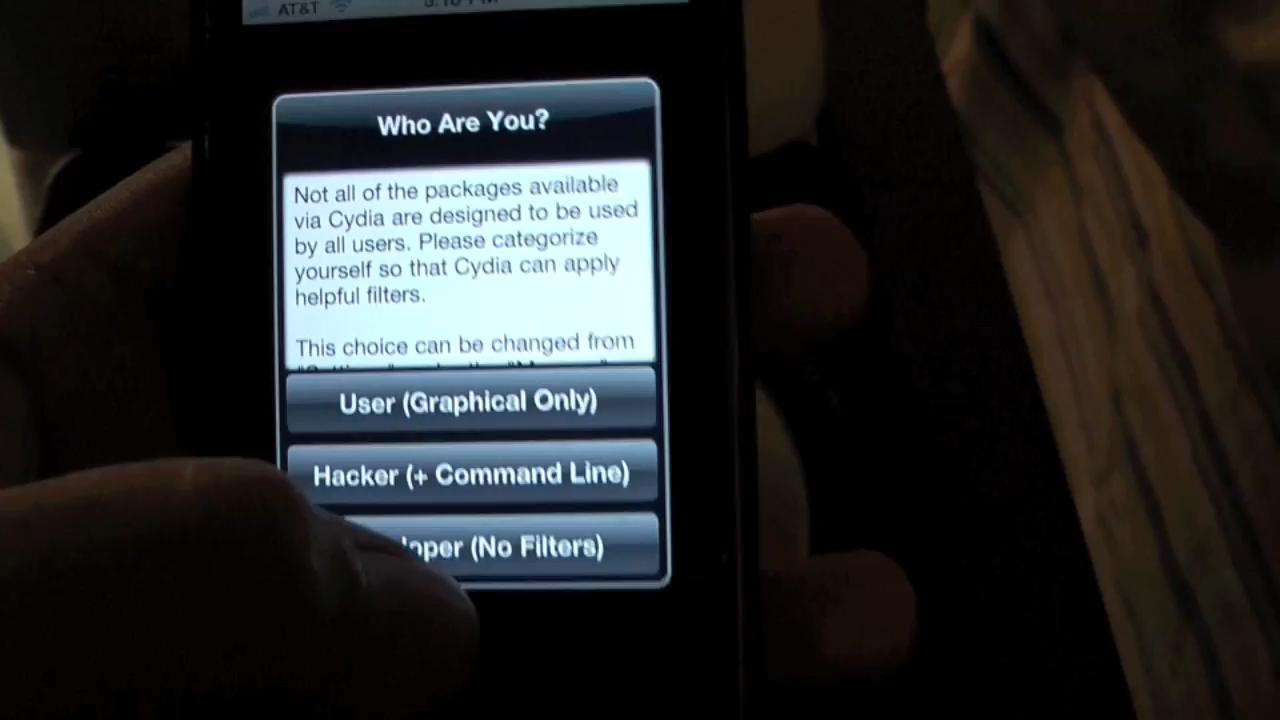 AT&T
Who Are You?
Not all of the packages available
via Cydia are designed to be used
by all users. Please categorize
yourself so that Cydia can apply
helpful filters.
This choice can be changed from
User (Graphical Only)
Hacker (+ Command Line)
loper (No Filters)